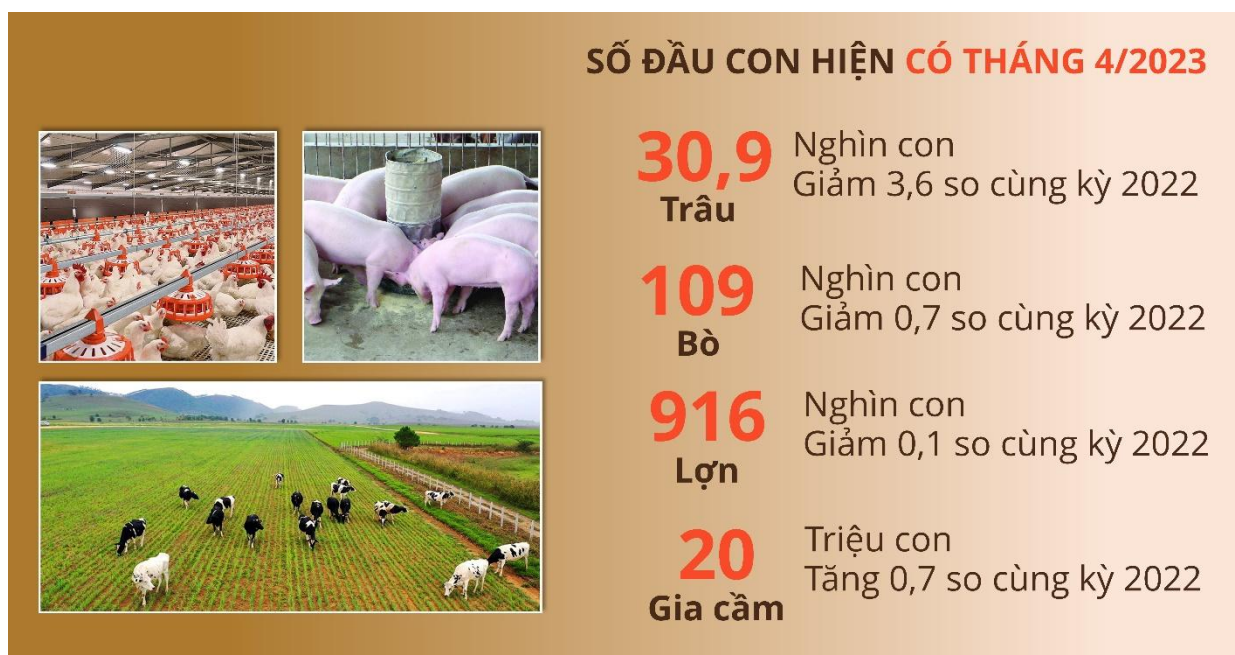 SỐ ĐẦU CON HIỆN CÓ THÁNG 4/2023
30,9
Trâu
Nghìn con
Giảm 3,6 so cùng kỳ 2022
109
Bò
Nghìn con
Giảm 0,7 so cùng kỳ 2022
916
Lợn
Nghìn con
Giảm 0,1 so cùng kỳ 2022
20
Gia cầm
Triệu con
Tăng 0,7 so cùng kỳ 2022